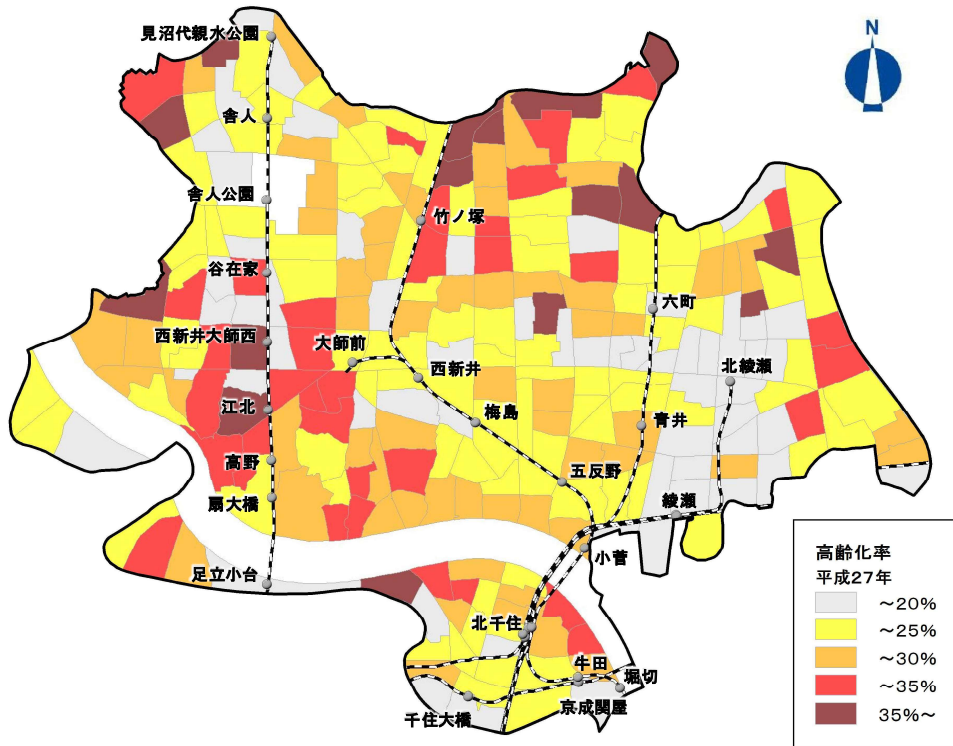 見沼代親水公園
N
舎人
舎人公園
竹ノ塚
谷在家
六町
西新井大師西
大師前
西新井
北綾瀬
江北
梅島
青井
高野
五反野
扇大橋
綾瀬
小菅
足立小台
北千住
牛田
堀切
京成関屋
千住大橋
高齢化率
平成27年
～20%
～25%
～30%
～35%
35%～